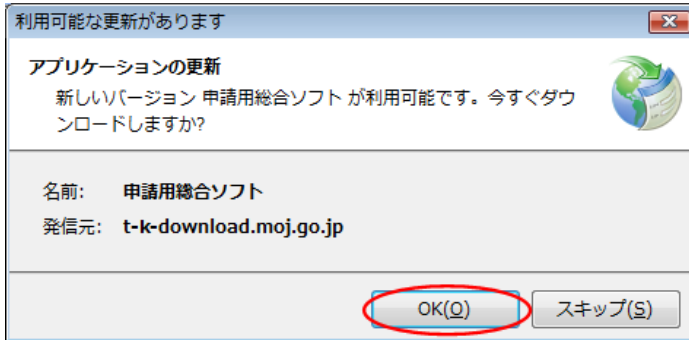 利用可能な更新があります
アプリケーションの更新
新しいバージョン 申請用総合ソフト が利用可能です。今すぐダウ
ンロードしますか?
名前: 申請用総合ソフト
発信元: t-k-download.moj.go.jp
OK(O) スキップ(S)